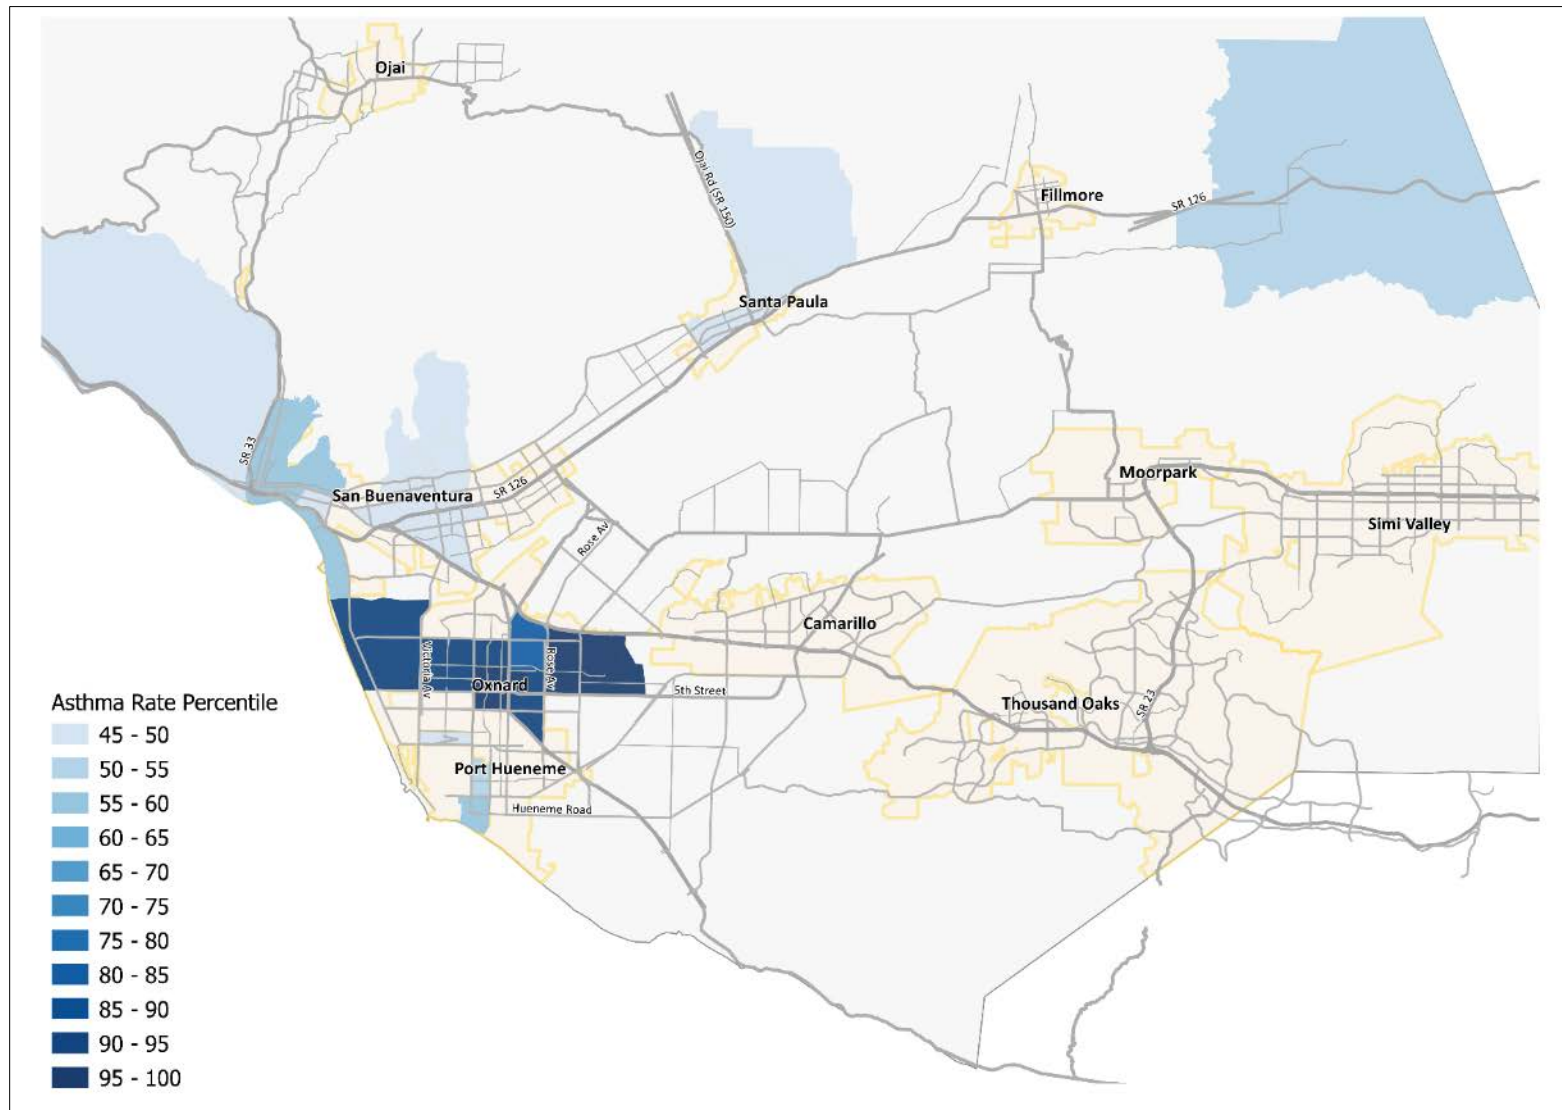 Ojai
Ojai Rd (SR 150)
Fillmore
SR 126
Santa Paula
SR 33
San Buenaventura
SR 126
Rose Av
Moorpark
Simi Valley
Camarillo
Victoria Av
Rose Av
Oxnard
5th Street
Thousand Oaks
SR 23
Port Hueneme
Hueneme Road
Asthma Rate Percentile
45 - 50
50 - 55
55 - 60
60 - 65
65 - 70
70 - 75
75 - 80
80 - 85
85 - 90
90 - 95
95 - 100